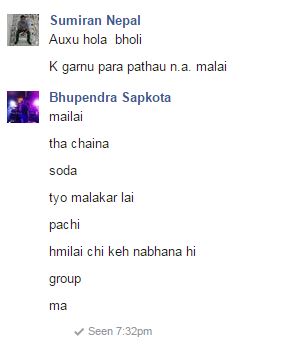 Sumiran Nepal
Auxu hola bholi
K garnu para pathau n.a. malai
Bhupendra Sapkota
mailai
tha chaina
soda
tyo malakar lai
pachi
hmilai chi keh nabhana hi
group
ma
Seen 7:32pm